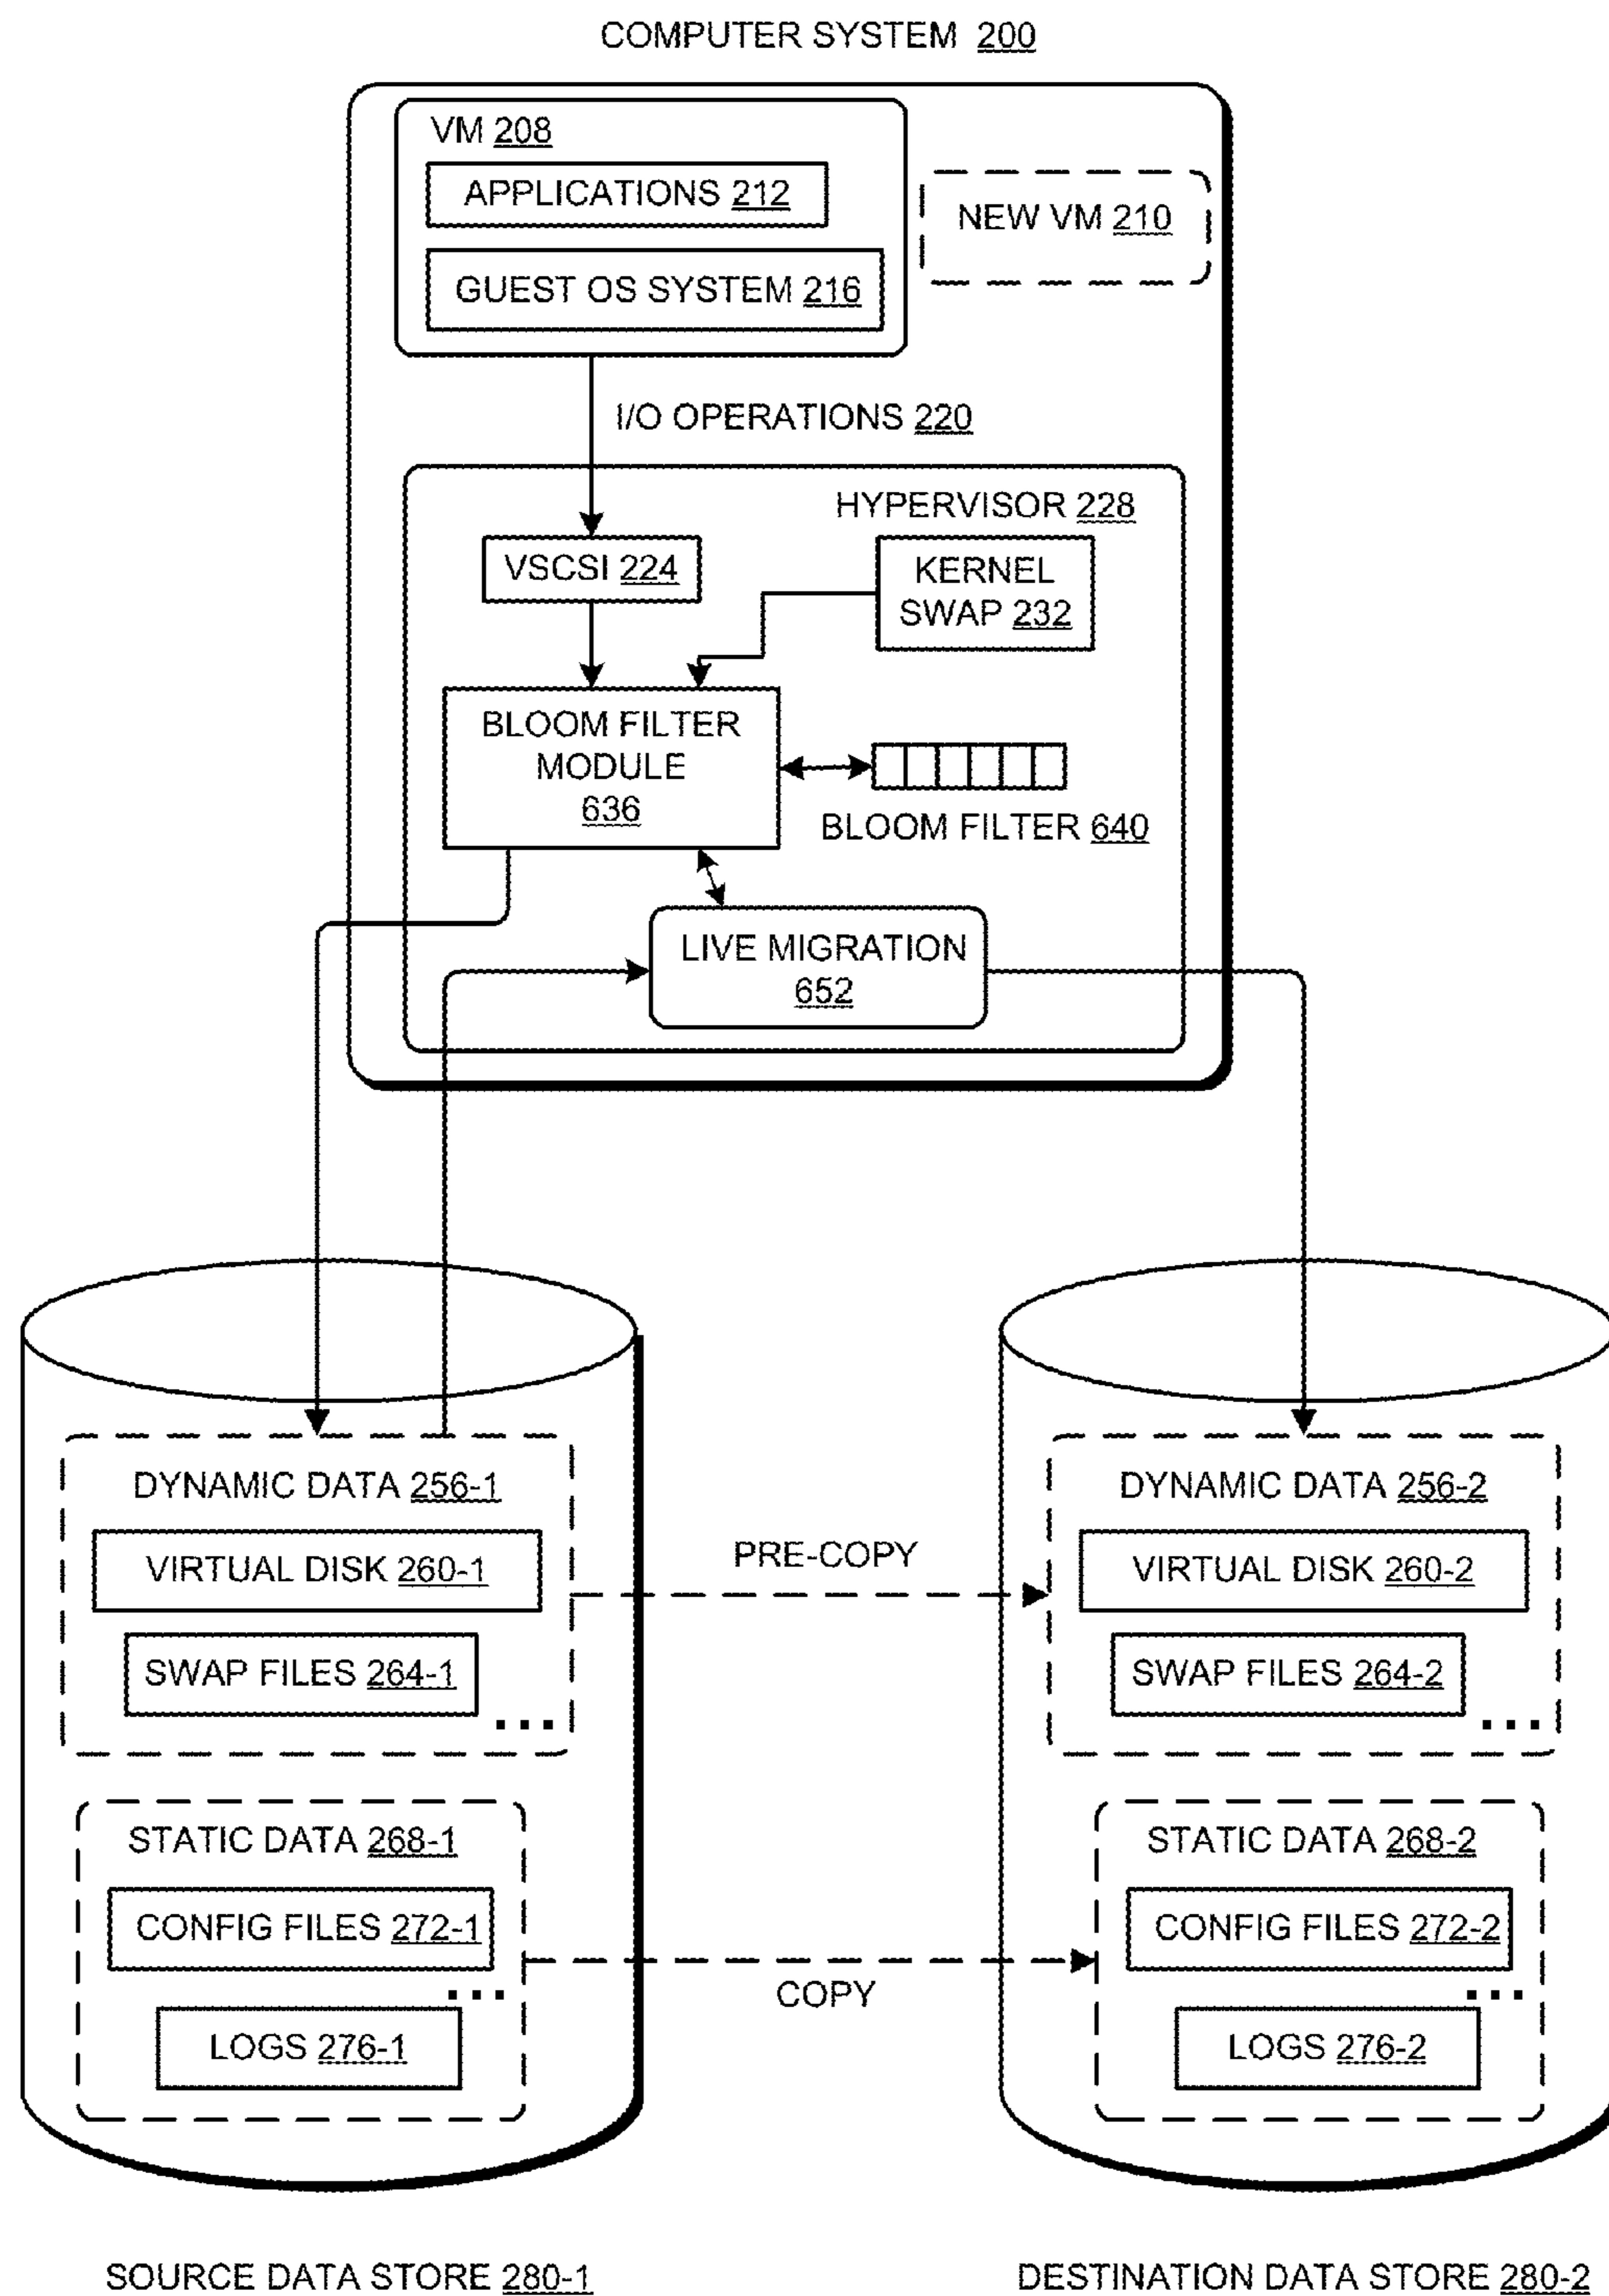 COMPUTER SYSTEM 200
VM 208
APPLICATIONS 212
NEW VM 210
GUEST OS SYSTEM 216
I/O OPERATIONS 220
HYPERVISOR 228
VSCSI 224
KERNEL
SWAP 232
BLOOM FILTER
MODULE
636
BLOOM FILTER 640
LIVE MIGRATION
652
DYNAMIC DATA 256-1
VIRTUAL DISK 260-1
SWAP FILES 264-1
...
PRE-COPY
DYNAMIC DATA 256-2
VIRTUAL DISK 260-2
SWAP FILES 264-2
...
STATIC DATA 268-1
CONFIG FILES 272-1
...
LOGS 276-1
COPY
STATIC DATA 268-2
CONFIG FILES 272-2
...
LOGS 276-2
SOURCE DATA STORE 280-1
DESTINATION DATA STORE 280-2